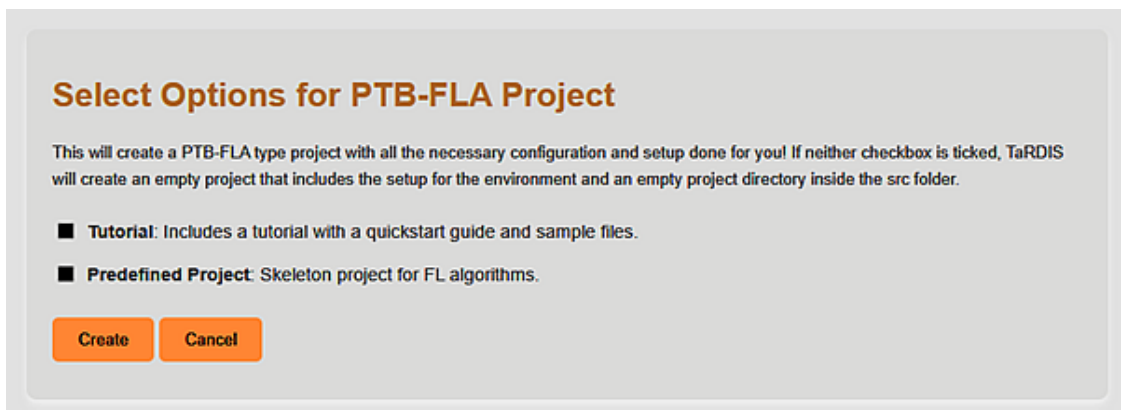 Select Options for PTB-FLA Project
This will create a PTB-FLA type project with all the necessary configuration and setup done for you! If neither checkbox is ticked, TaRDIS
will create an empty project that includes the setup for the environment and an empty project directory inside the src folder.
Tutorial: Includes a tutorial with a quickstart guide and sample files.
Predefined Project: Skeleton project for FL algorithms.
Create Cancel